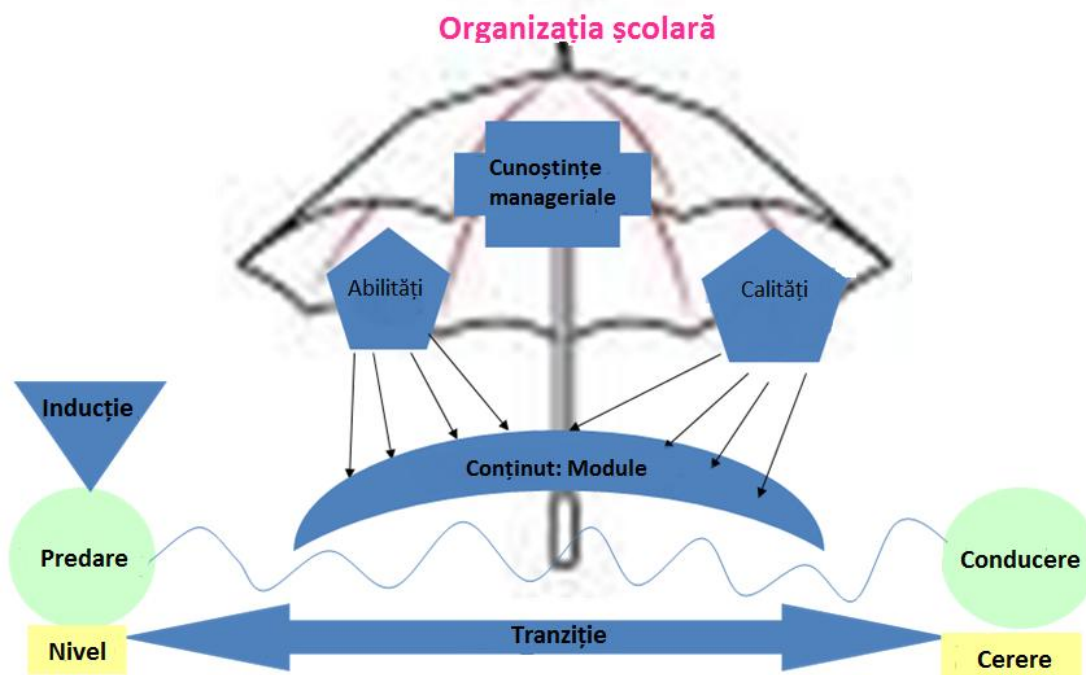 Organizația școlară
Cunoștințe
manageriale
Abilități
Calități
Inducție
Conținut: Module
Predare
Conducere
Tranziție
Nivel
Cerere